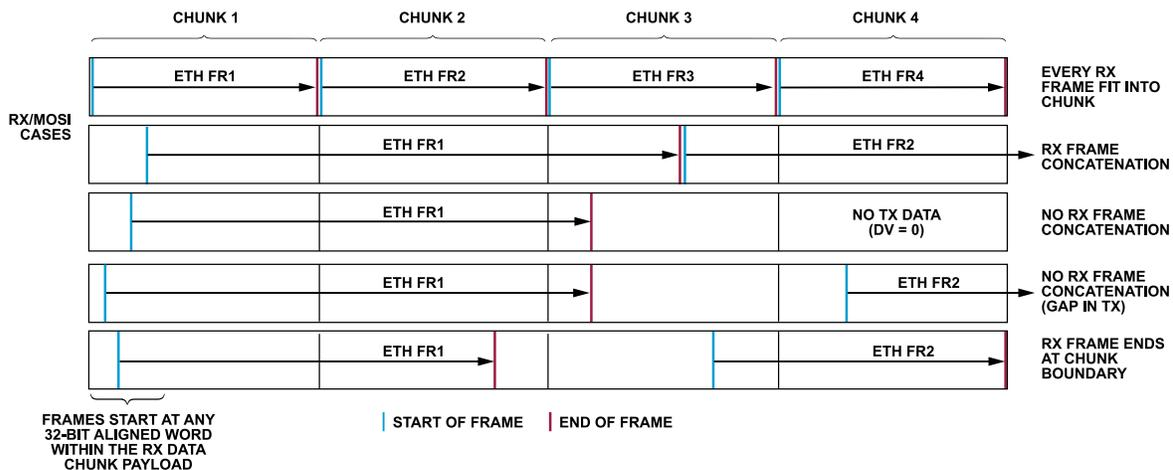 CHUNK 1
CHUNK 2
CHUNK 3
CHUNK 4
RX/MOSI
CASES
ETH FR1
ETH FR2
ETH FR3
ETH FR4
EVERY RX
FRAME FIT INTO
CHUNK
ETH FR1
ETH FR2
RX FRAME
CONCATENATION
ETH FR1
NO TX DATA
(DV = 0)
NO RX FRAME
CONCATENATION
ETH FR1
ETH FR2
NO RX FRAME
CONCATENATION
(GAP IN TX)
ETH FR1
ETH FR2
RX FRAME ENDS
AT CHUNK
BOUNDARY
FRAMES START AT ANY
32-BIT ALIGNED WORD
WITHIN THE RX DATA
CHUNK PAYLOAD
START OF FRAME
END OF FRAME